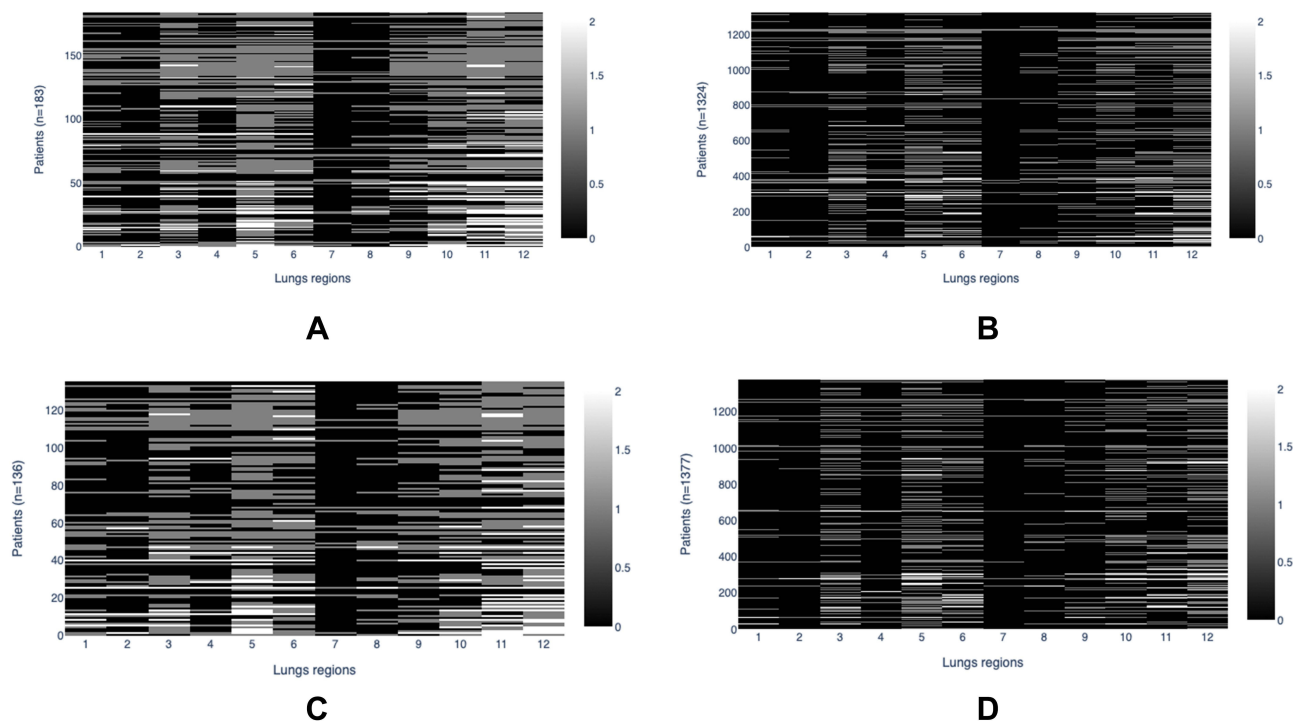 2
1.5
1
0.5
0
Patients (n=183)
150
100
50
0
1 2 3 4 5 6 7 8 9 10 11 12
Lungs regions
A
2
1.5
1
0.5
0
Patients (n=1324)
1200
1000
800
600
400
200
0
1 2 3 4 5 6 7 8 9 10 11 12
Lungs regions
B
2
1.5
1
0.5
0
Patients (n=136)
120
100
80
60
40
20
0
1 2 3 4 5 6 7 8 9 10 11 12
Lungs regions
C
2
1.5
1
0.5
0
Patients (n=1377)
1200
1000
800
600
400
200
0
1 2 3 4 5 6 7 8 9 10 11 12
Lungs regions
D